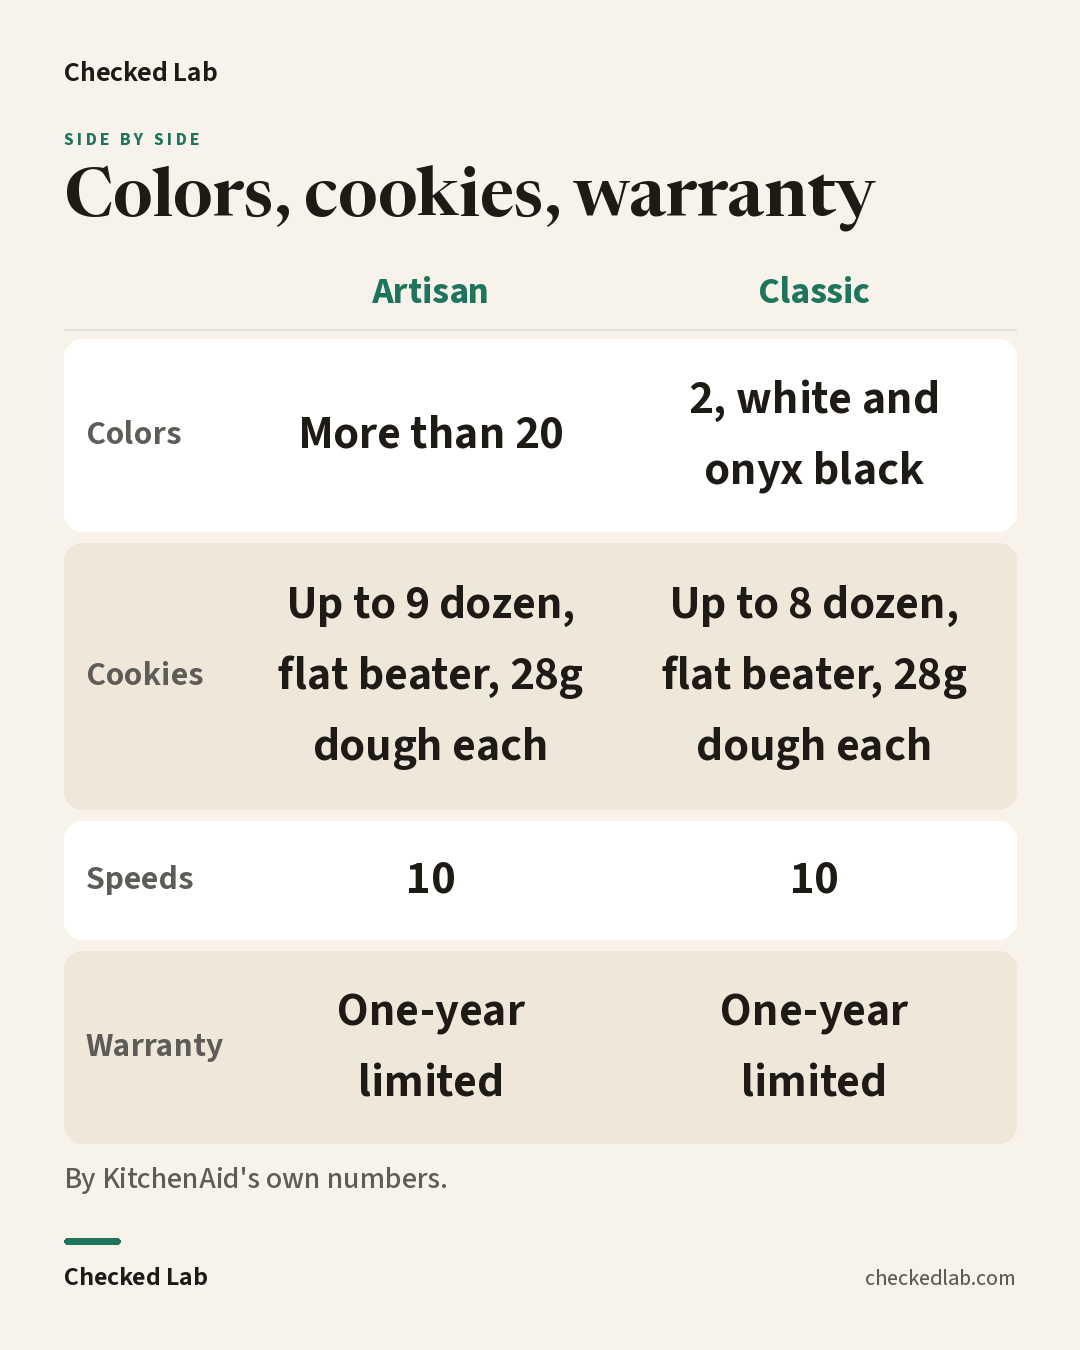 Checked Lab
SIDE BY SIDE
Colors, cookies, warranty
Artisan Classic
Colors More than 20 2, white and
onyx black
Cookies Up to 9 dozen, Up to 8 dozen,
flat beater, 28g flat beater, 28g
dough each dough each
Speeds 10 10
Warranty One-year One-year
limited limited
By KitchenAid's own numbers.
Checked Lab checkedlab.com